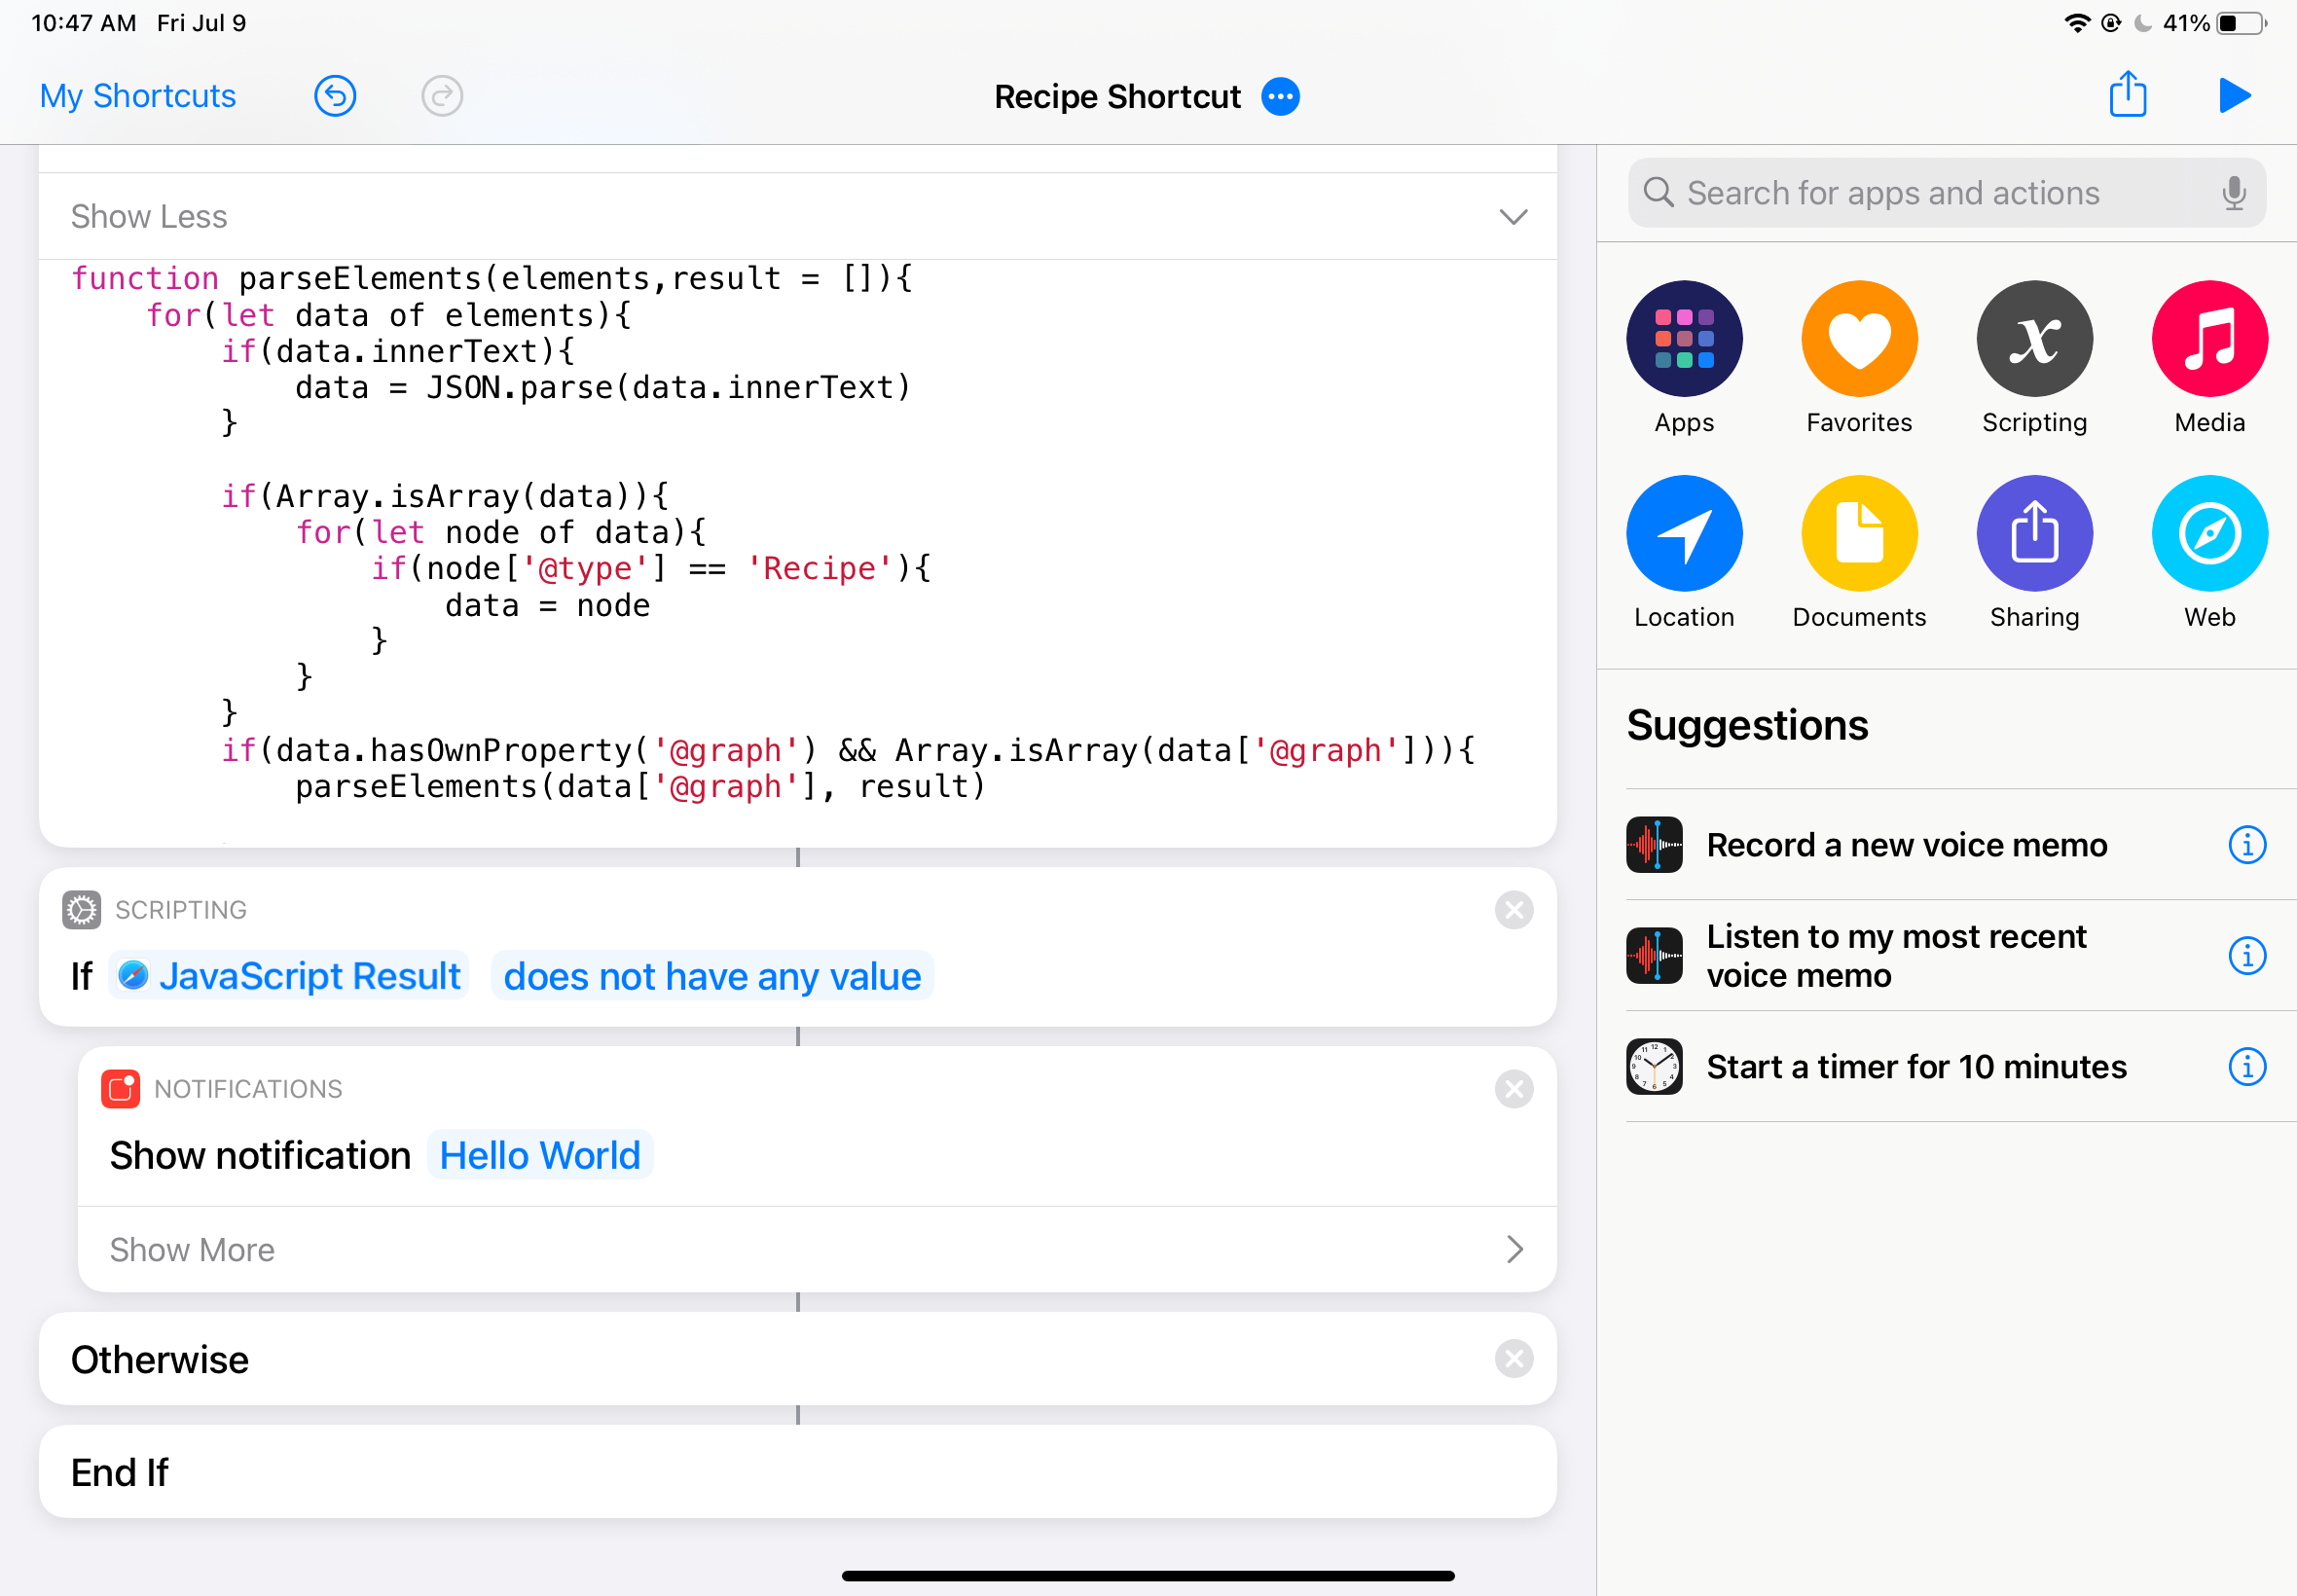 10:47 AM Fri Jul 9
41%
My Shortcuts
Recipe Shortcut
Show Less
function parseElements(elements,result = []){
    for(let data of elements){
        if(data.innerText){
            data = JSON.parse(data.innerText)
        }

        if(Array.isArray(data)){
            for(let node of data){
                if(node['@type'] == 'Recipe'){
                    data = node
                }
            }
        }
        if(data.hasOwnProperty('@graph') && Array.isArray(data['@graph'])){
            parseElements(data['@graph'], result)
SCRIPTING
If JavaScript Result does not have any value
NOTIFICATIONS
Show notification Hello World
Show More
Otherwise
End If
Search for apps and actions
Apps Favorites Scripting Media
Location Documents Sharing Web
Suggestions
Record a new voice memo
Listen to my most recent
voice memo
Start a timer for 10 minutes